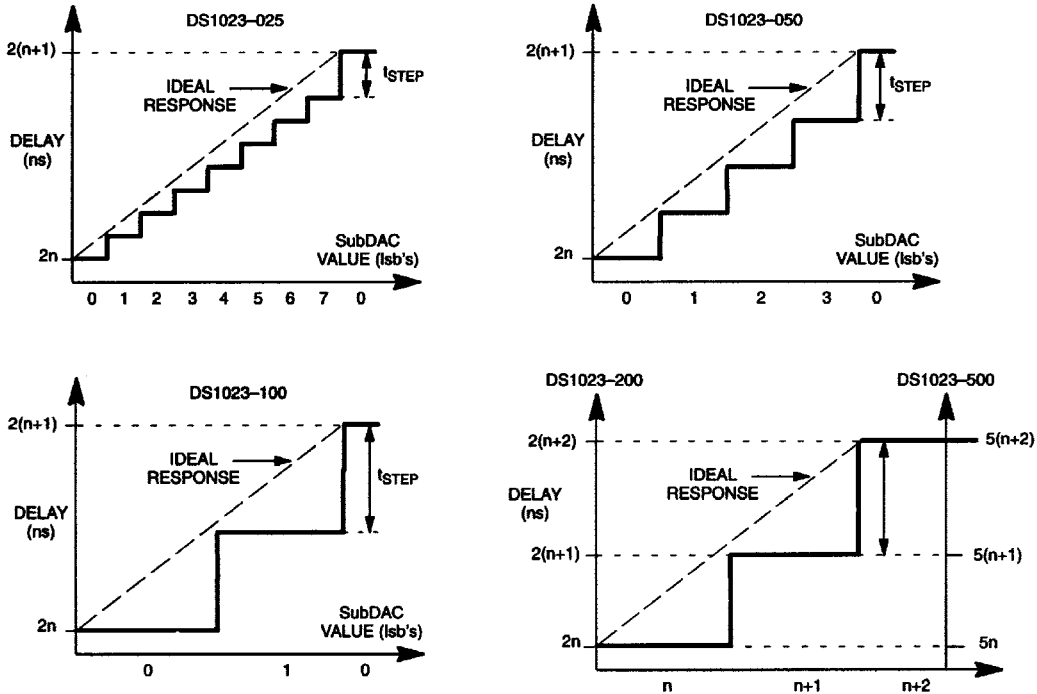 DS1023–025
2(n+1)
IDEAL
RESPONSE
tSTEP
DELAY
(ns)
2n
SubDAC
VALUE (lsb's)
0 1 2 3 4 5 6 7 0
DS1023–050
2(n+1)
IDEAL
RESPONSE
tSTEP
DELAY
(ns)
2n
SubDAC
VALUE (lsb's)
0 1 2 3 0
DS1023–100
2(n+1)
IDEAL
RESPONSE
tSTEP
DELAY
(ns)
2n
SubDAC
VALUE (lsb's)
0 1 0
DS1023–200 DS1023–500
2(n+2) 5(n+2)
IDEAL
RESPONSE
DELAY
(ns)
2(n+1) 5(n+1)
2n 5n
n n+1 n+2